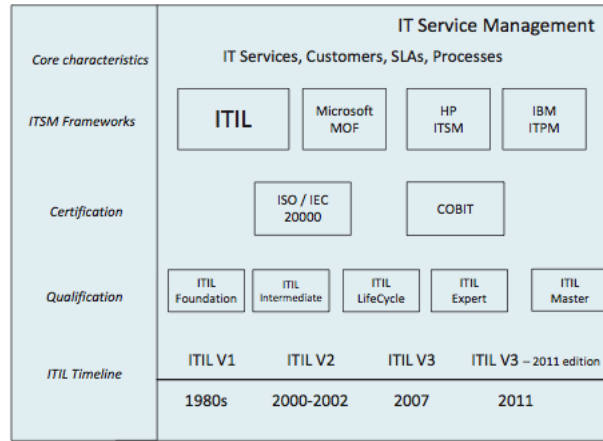 IT Service Management
Core characteristics
IT Services, Customers, SLAs, Processes
ITSM Frameworks
ITIL
Microsoft
MOF
HP
ITSM
IBM
ITPM
Certification
ISO / IEC
20000
COBIT
Qualification
ITIL
Foundation
ITIL
Intermediate
ITIL
LifeCycle
ITIL
Expert
ITIL
Master
ITIL Timeline
ITIL V1
ITIL V2
ITIL V3
ITIL V3 – 2011 edition
1980s
2000-2002
2007
2011